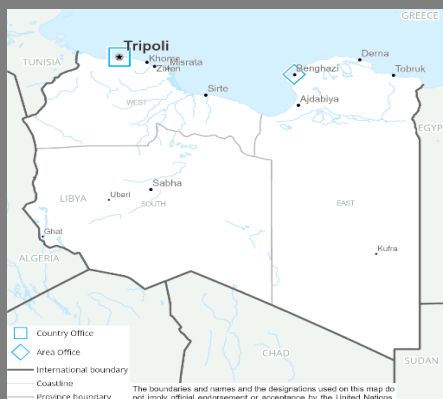 GREECE
Tripoli
Derna
TUNISIA
Khoms
Zliten
Misrata
Benghazi
Tobruk
Sirte
Ajdabiya
WEST
EGYP
Sabha
Ubari
LIBYA
SOUTH
EAST
Ghat
Kufra
ALGERIA
Country Office
Area Office
International boundary
Coastline
Province boundary
CHAD
SUDAN
The boundaries and names and the designations used on this map do
not imply official endorsement or acceptance by the United Nations.